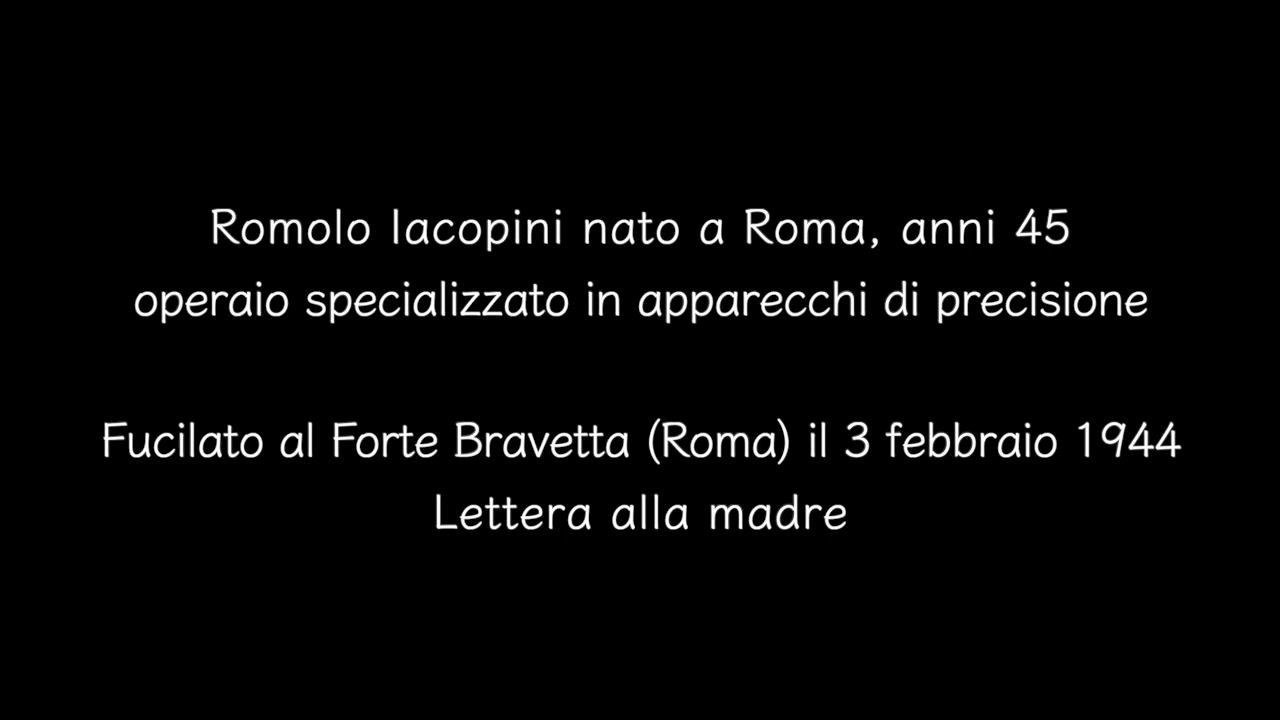 Romolo Iacopini nato a Roma, anni 45
operaio specializzato in apparecchi di precisione
Fucilato al Forte Bravetta (Roma) il 3 febbraio 1944
Lettera alla madre